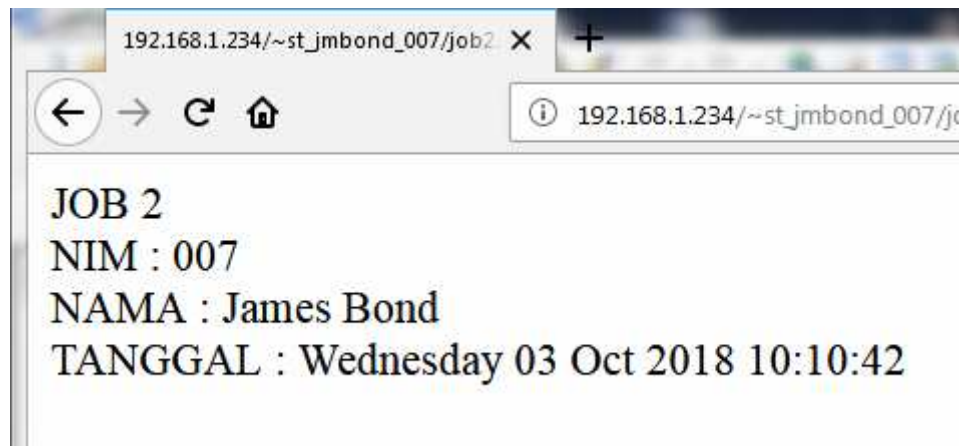 192.168.1.234/~st_jmbond_007/job2
192.168.1.234/~st_jmbond_007/jo
JOB 2
NIM : 007
NAMA : James Bond
TANGGAL : Wednesday 03 Oct 2018 10:10:42